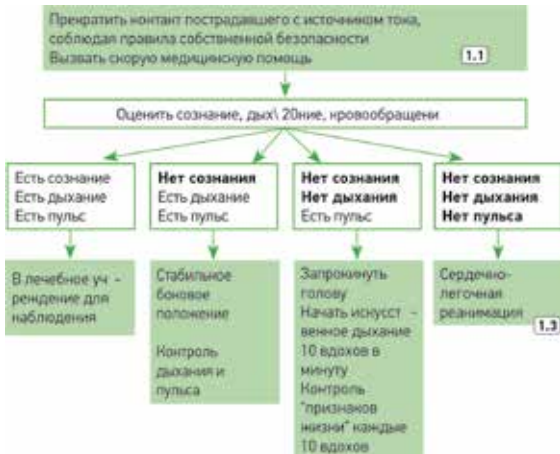 Прекратить контакт пострадавшего с источником тока,
соблюдая правила собственной безопасности
Вызвать скорую медицинскую помощь
1.1
Оценить сознание, дых\ 20ние, кровообращени
Есть сознание
Есть дыхание
Есть пульс
Нет сознания
Есть дыхание
Есть пульс
Нет сознания
Нет дыхания
Есть пульс
Нет сознания
Нет дыхания
Нет пульса
В лечебное уч -
реждение для
наблюдения
Стабильное
боковое
положение
Контроль
дыхания и
пульса
Запрокинуть
голову
Начать искусст -
венное дыхание
10 вдохов в
минуту
Контроль
"признаков
жизни" каждые
10 вдохов
Сердечно-
легочная
реанимация
1.3